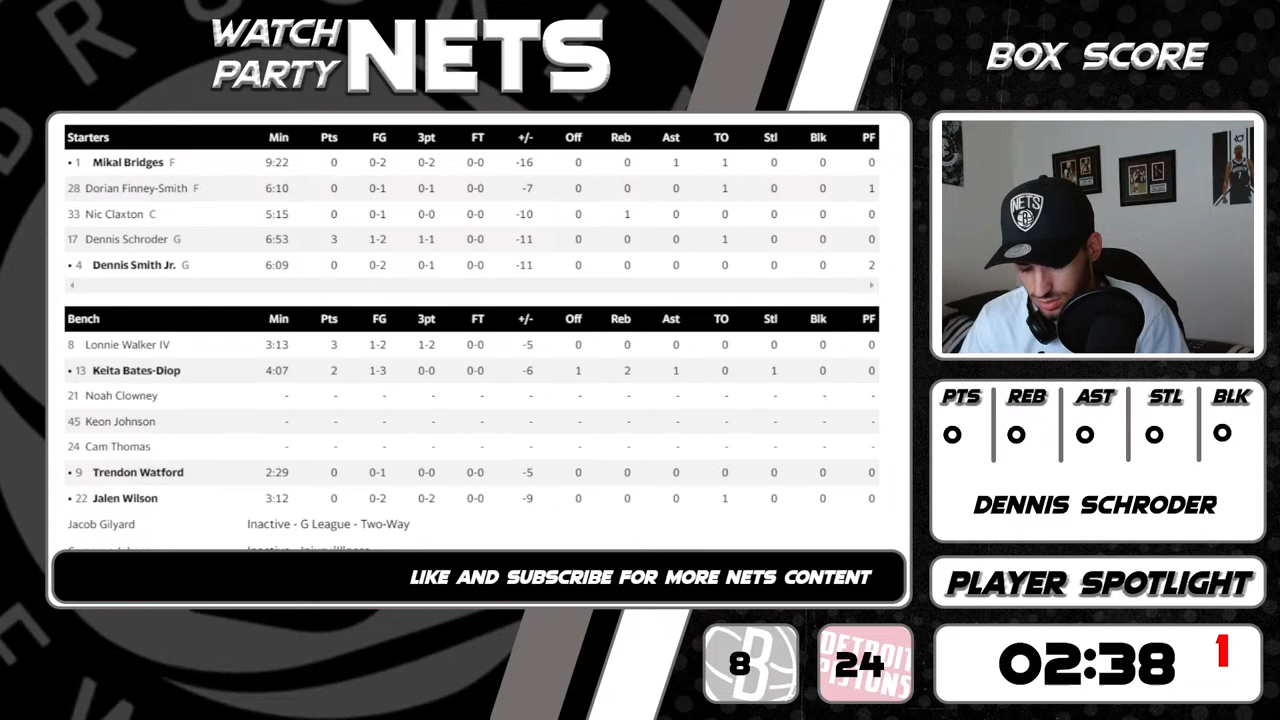 WATCH PARTY NETS
BOX SCORE
Starters Min Pts FG 3pt FT +/- Off Reb Ast TO Stl Blk PF
• 1 Mikal Bridges F 9:22 0 0-2 0-2 0-0 -16 0 0 1 1 0 0 0
28 Dorian Finney-Smith F 6:10 0 0-1 0-1 0-0 -7 0 0 0 1 0 0 1
33 Nic Claxton C 5:15 0 0-1 0-0 0-0 -10 0 1 0 0 0 0 0
17 Dennis Schroder G 6:53 3 1-2 1-1 0-0 -11 0 0 0 1 0 0 0
• 4 Dennis Smith Jr. G 6:09 0 0-2 0-1 0-0 -11 0 0 0 0 0 0 2
Bench Min Pts FG 3pt FT +/- Off Reb Ast TO Stl Blk PF
8 Lonnie Walker IV 3:13 3 1-2 1-2 0-0 -5 0 0 0 0 0 0 0
• 13 Keita Bates-Diop 4:07 2 1-3 0-0 0-0 -6 1 2 1 0 1 0 0
21 Noah Clowney - - - - - - - - - - - - -
45 Keon Johnson - - - - - - - - - - - - -
24 Cam Thomas - - - - - - - - - - - - -
• 9 Trendon Watford 2:29 0 0-1 0-0 0-0 -5 0 0 0 0 0 0 0
• 22 Jalen Wilson 3:12 0 0-2 0-2 0-0 -9 0 0 0 1 0 0 0
Jacob Gilyard Inactive - G League - Two-Way
LIKE AND SUBSCRIBE FOR MORE NETS CONTENT
NETS
PTS REB AST STL BLK
0 0 0 0 0
DENNIS SCHRODER
PLAYER SPOTLIGHT
B 8
DETROIT PISTONS 24
02:38 1